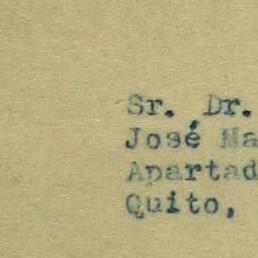 Sr. Dr.
José Ma
Apartad
Quito,